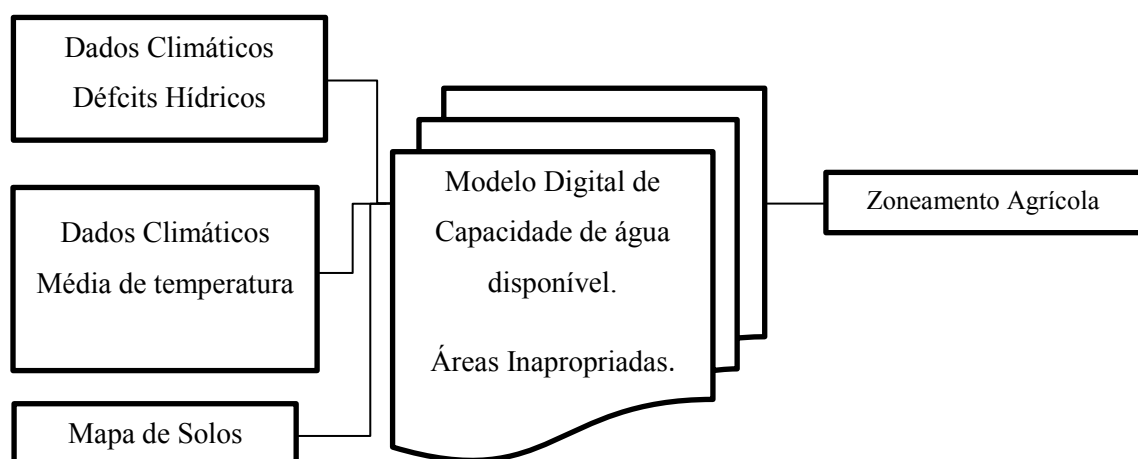 Dados Climáticos
Défcits Hídricos
Dados Climáticos
Média de temperatura
Mapa de Solos
Modelo Digital de
Capacidade de água
disponível.
Áreas Inapropriadas.
Zoneamento Agrícola